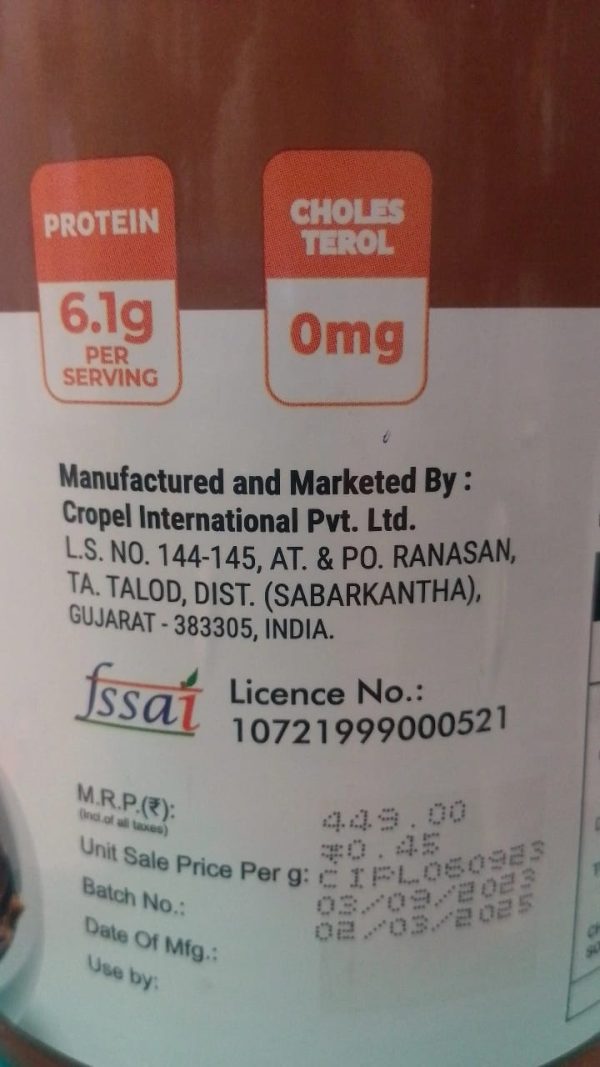 PROTEIN
6.1g
PER
SERVING
CHOLES
TEROL
0mg
Manufactured and Marketed By :
Cropel International Pvt. Ltd.
L.S. NO. 144-145, AT. & PO. RANASAN,
TA. TALOD, DIST. (SABARKANTHA),
GUJARAT - 383305, INDIA.
fssai
Licence No.:
10721999000521
M.R.P.(₹): 449.00
(Incl.of all taxes)
Unit Sale Price Per g: ₹0.45
Batch No.: CIPL060923
Date Of Mfg.: 03/09/2023
Use by: 02/03/2025